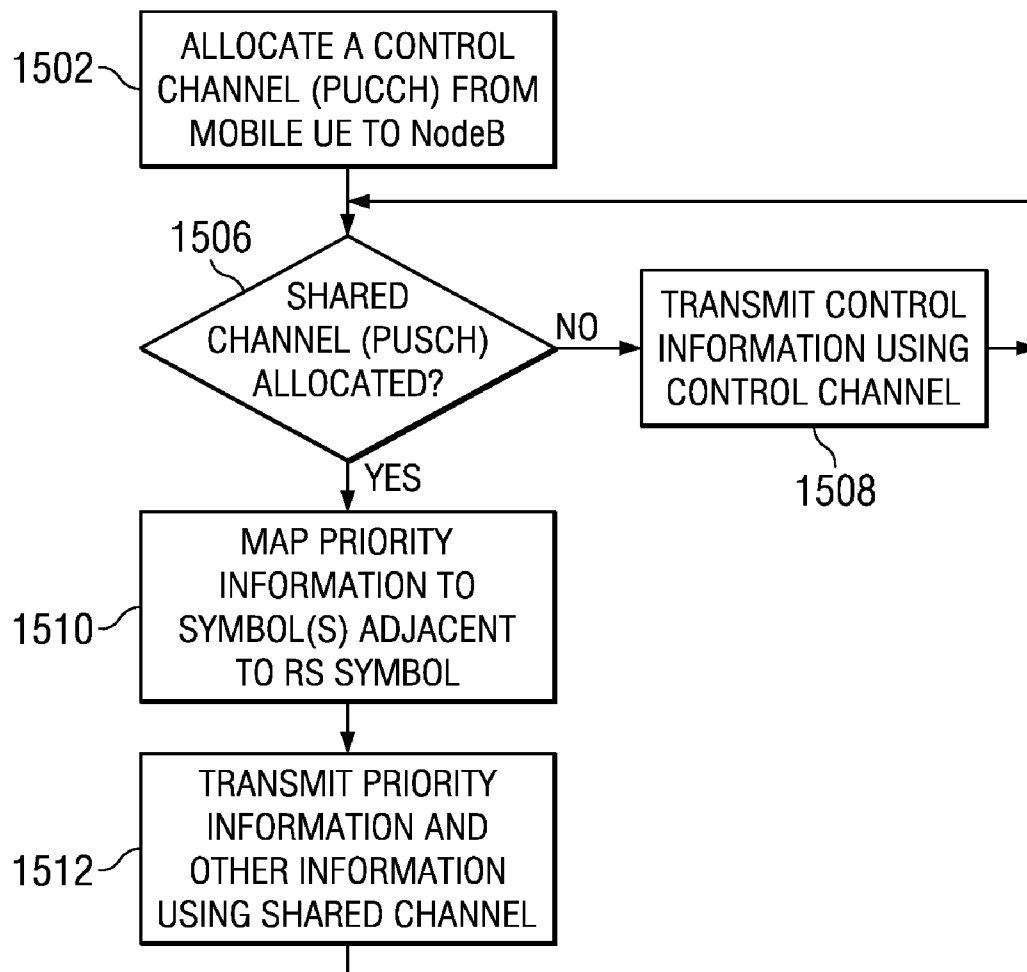 1502
ALLOCATE A CONTROL
CHANNEL (PUCCH) FROM
MOBILE UE TO NodeB
1506
SHARED
CHANNEL (PUSCH)
ALLOCATED?
NO
TRANSMIT CONTROL
INFORMATION USING
CONTROL CHANNEL
1508
YES
1510
MAP PRIORITY
INFORMATION TO
SYMBOL(S) ADJACENT
TO RS SYMBOL
1512
TRANSMIT PRIORITY
INFORMATION AND
OTHER INFORMATION
USING SHARED CHANNEL